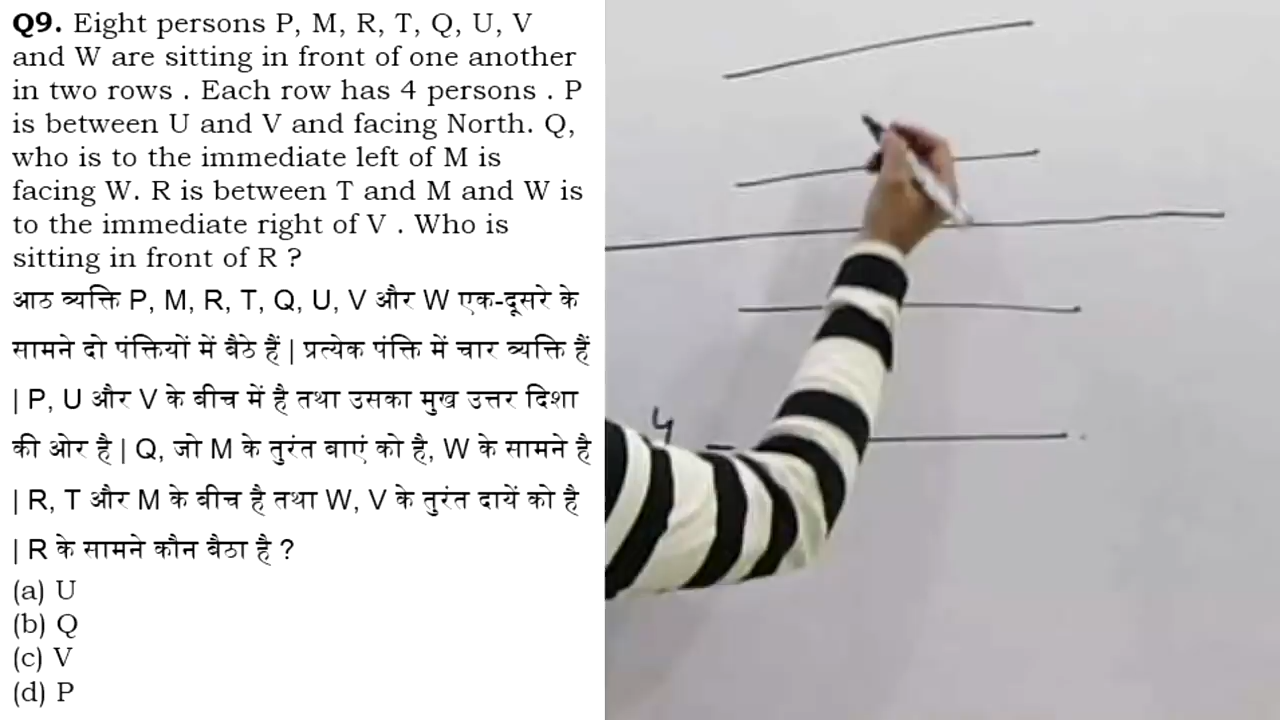 Q9. Eight persons P, M, R, T, Q, U, V
and W are sitting in front of one another
in two rows . Each row has 4 persons . P
is between U and V and facing North. Q,
who is to the immediate left of M is
facing W. R is between T and M and W is
to the immediate right of V . Who is
sitting in front of R ?
आठ व्यक्ति P, M, R, T, Q, U, V और W एक-दूसरे के
सामने दो पंक्तियों में बैठे हैं | प्रत्येक पंक्ति में चार व्यक्ति हैं
| P, U और V के बीच में है तथा उसका मुख उत्तर दिशा
की ओर है | Q, जो M के तुरंत बाएं को है, W के सामने है
| R, T और M के बीच है तथा W, V के तुरंत दायें को है
| R के सामने कौन बैठा है ?
(a) U
(b) Q
(c) V
(d) P
4